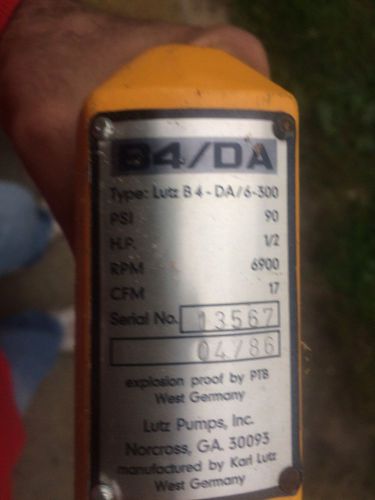 B4/DA
Type: Lutz B4-DA/6-300
PSI 90
H.P. 1/2
RPM 6900
CFM 17
Serial No. 13567
04/86
explosion proof by PTB
West Germany
Lutz Pumps, Inc.
Norcross, GA. 30093
manufactured by Karl Lutz
West Germany